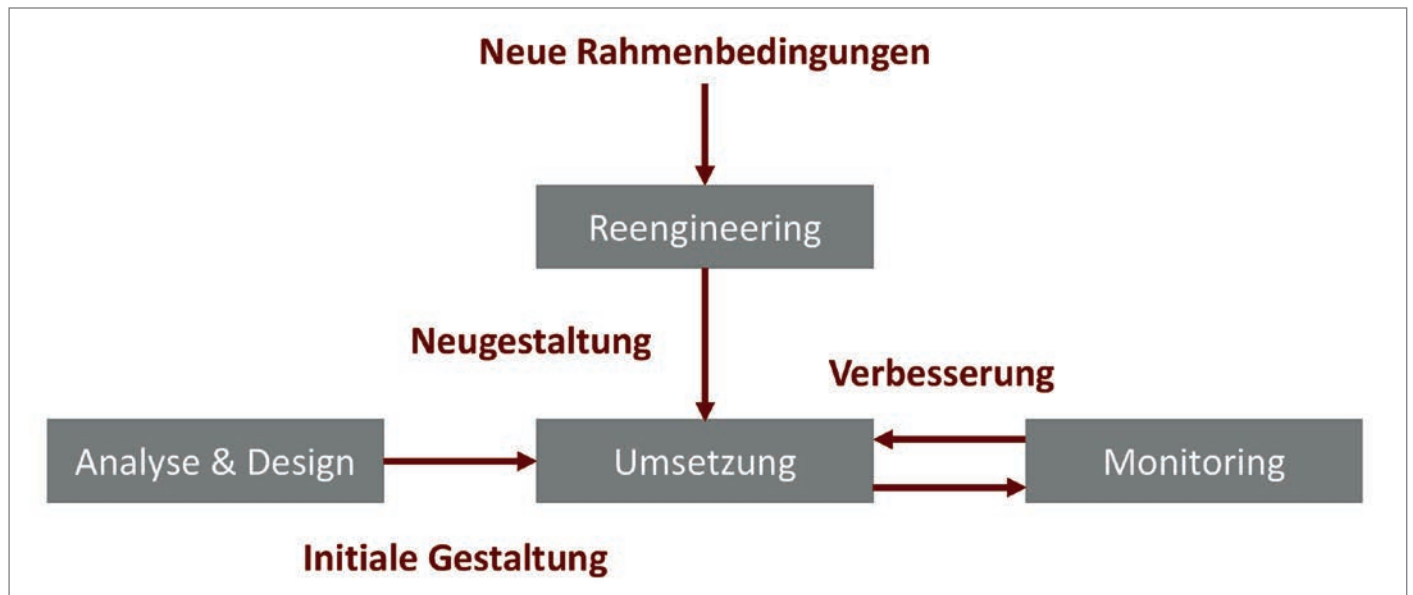 Neue Rahmenbedingungen
Reengineering
Neugestaltung
Verbesserung
Analyse & Design
Umsetzung
Monitoring
Initiale Gestaltung